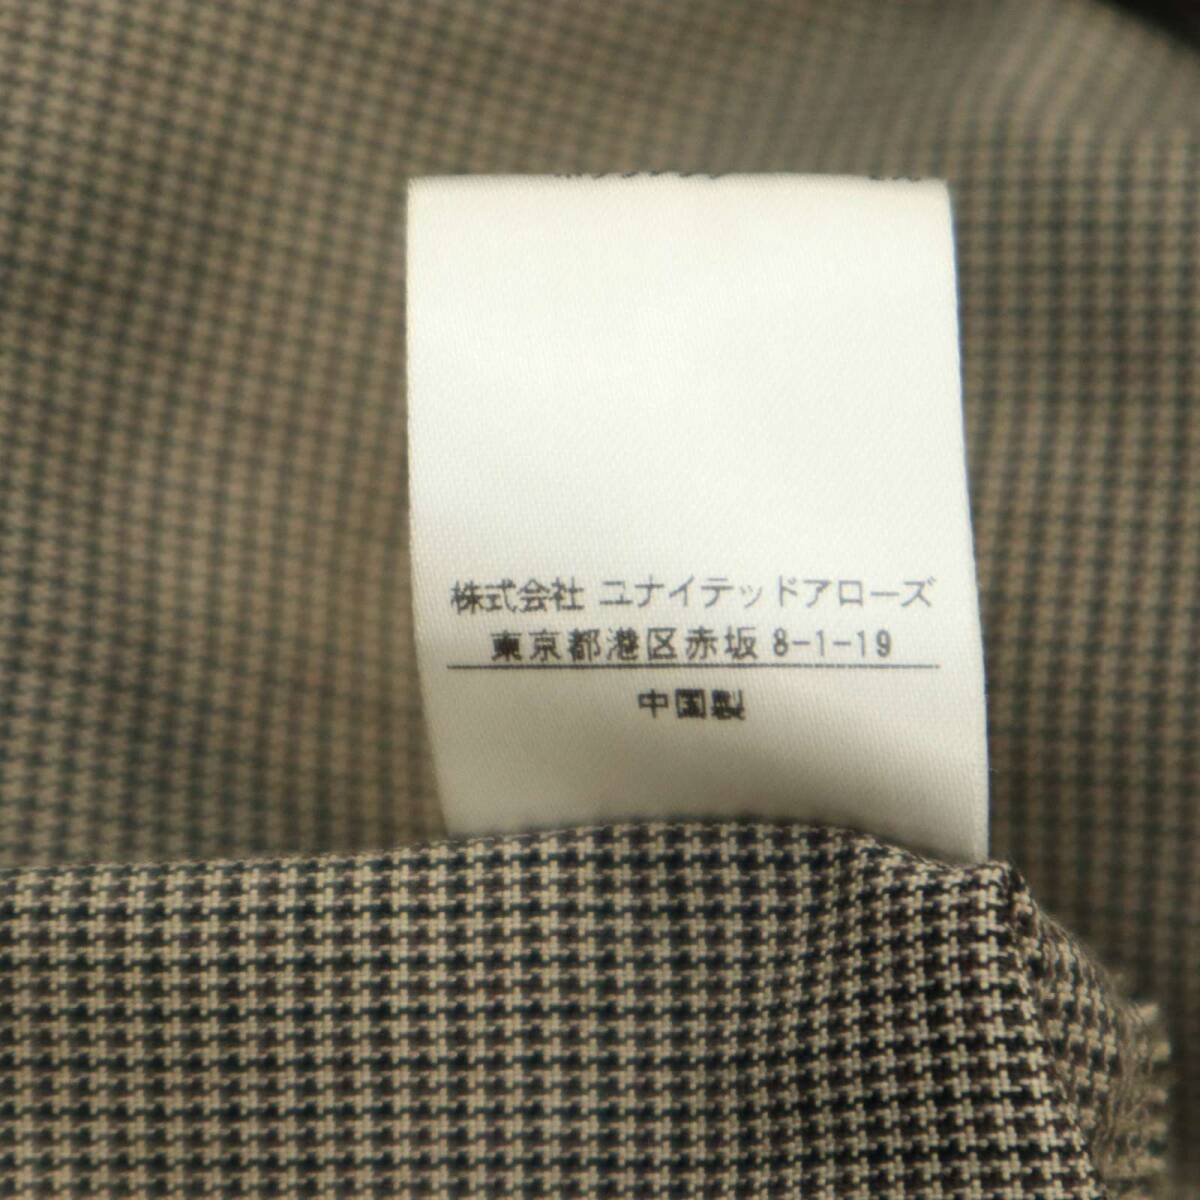 株式会社 ユナイテッドアローズ
東京都港区赤坂 8-1-19
中国製